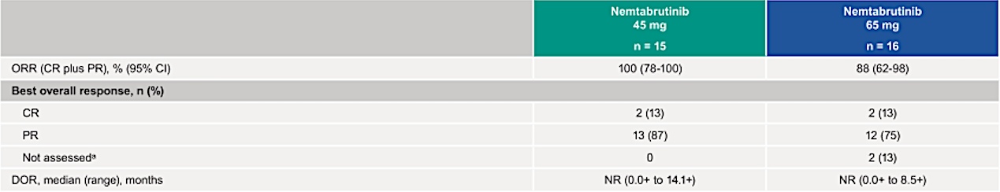 Nemtabrutinib
45 mg
n = 15
Nemtabrutinib
65 mg
n = 16
ORR (CR plus PR), % (95% CI) 100 (78-100) 88 (62-98)
Best overall response, n (%)
CR 2 (13) 2 (13)
PR 13 (87) 12 (75)
Not assessedᵃ 0 2 (13)
DOR, median (range), months NR (0.0+ to 14.1+) NR (0.0+ to 8.5+)